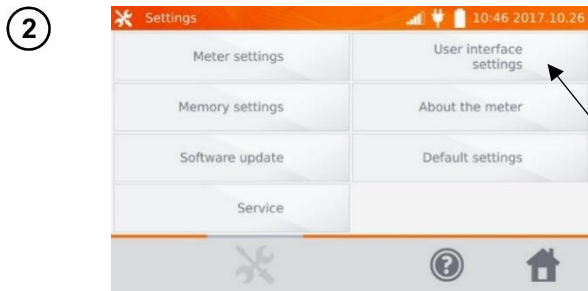 2
Settings 10:46 2017.10.26
Meter settings
User interface
settings
Memory settings
About the meter
Software update
Default settings
Service
?